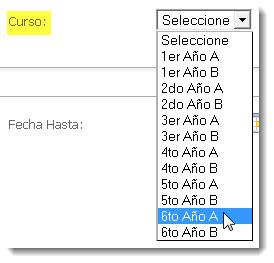 Curso: Seleccione
Seleccione
1er Año A
1er Año B
2do Año A
2do Año B
3er Año A
Fecha Hasta: 3er Año B
4to Año A
4to Año B
5to Año A
5to Año B
6to Año A
6to Año B